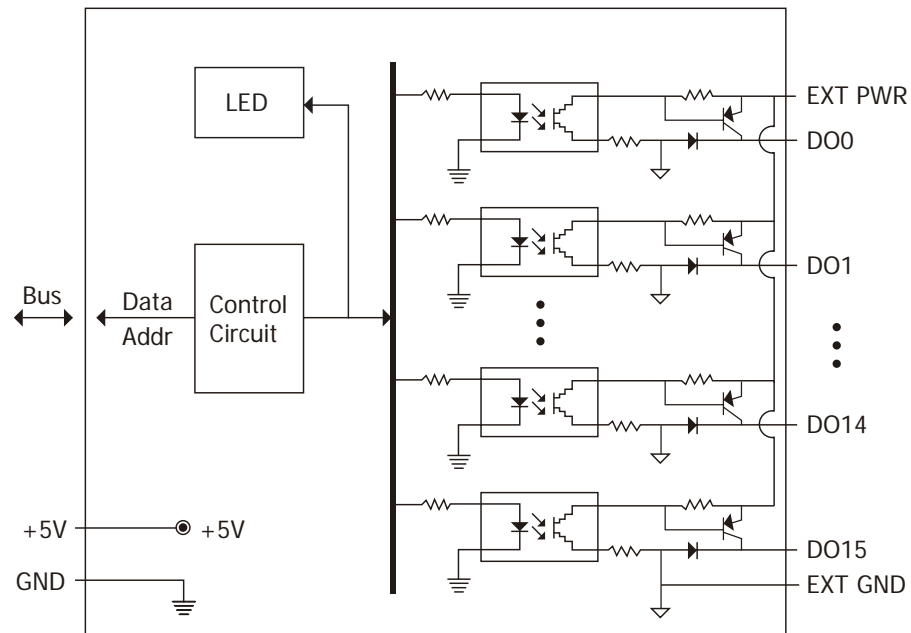 LED
EXT PWR
DO0
DO1
Bus
Data
Addr
Control
Circuit
DO14
+5V
+5V
DO15
GND
EXT GND